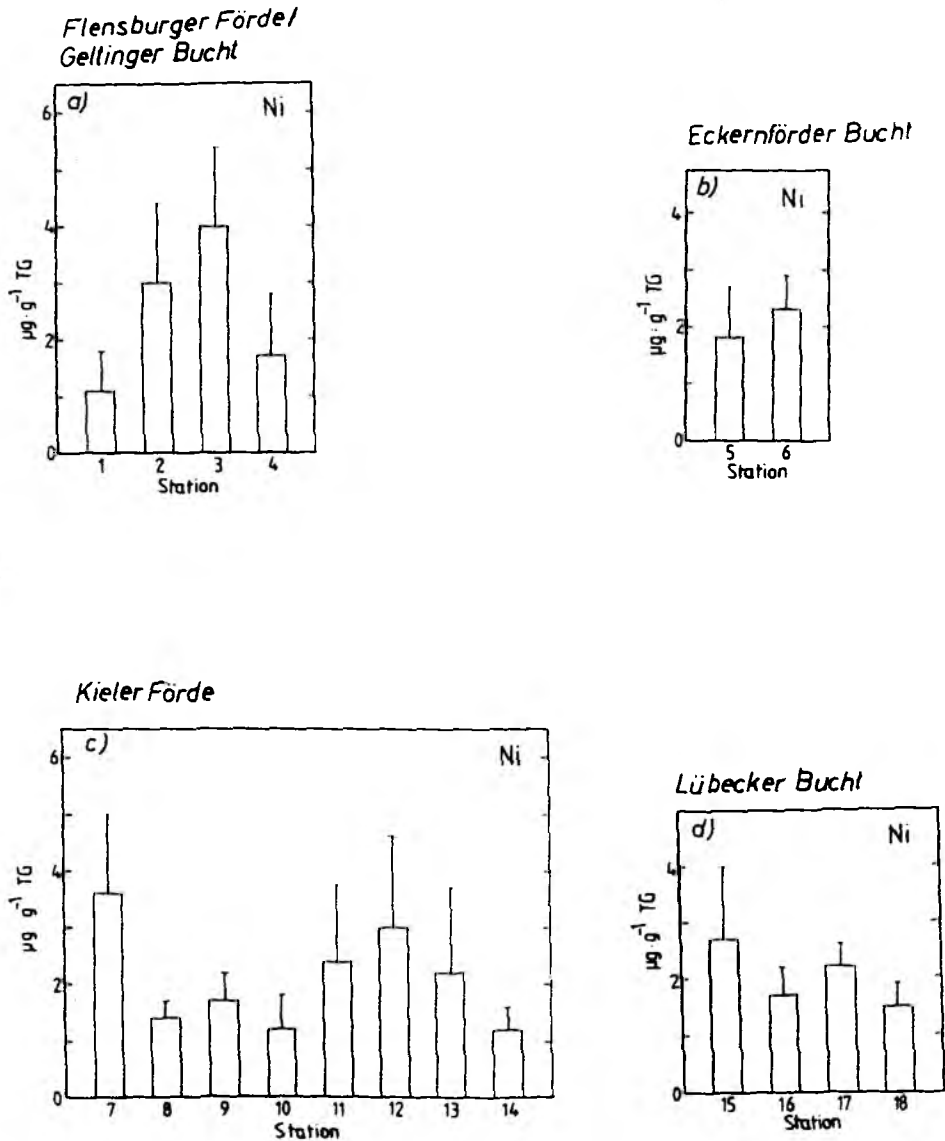 Flensburger Förde/
Geltinger Bucht
a)
Ni
6
4
2
0
µg·g⁻¹ TG
1 2 3 4
Station
Eckernförder Bucht
b)
Ni
4
2
0
µg·g⁻¹ TG
5 6
Station
Kieler Förde
c)
Ni
6
4
2
0
µg g⁻¹ TG
7 8 9 10 11 12 13 14
Station
Lübecker Bucht
d)
Ni
4
2
0
µg·g⁻¹ TG
15 16 17 18
Station